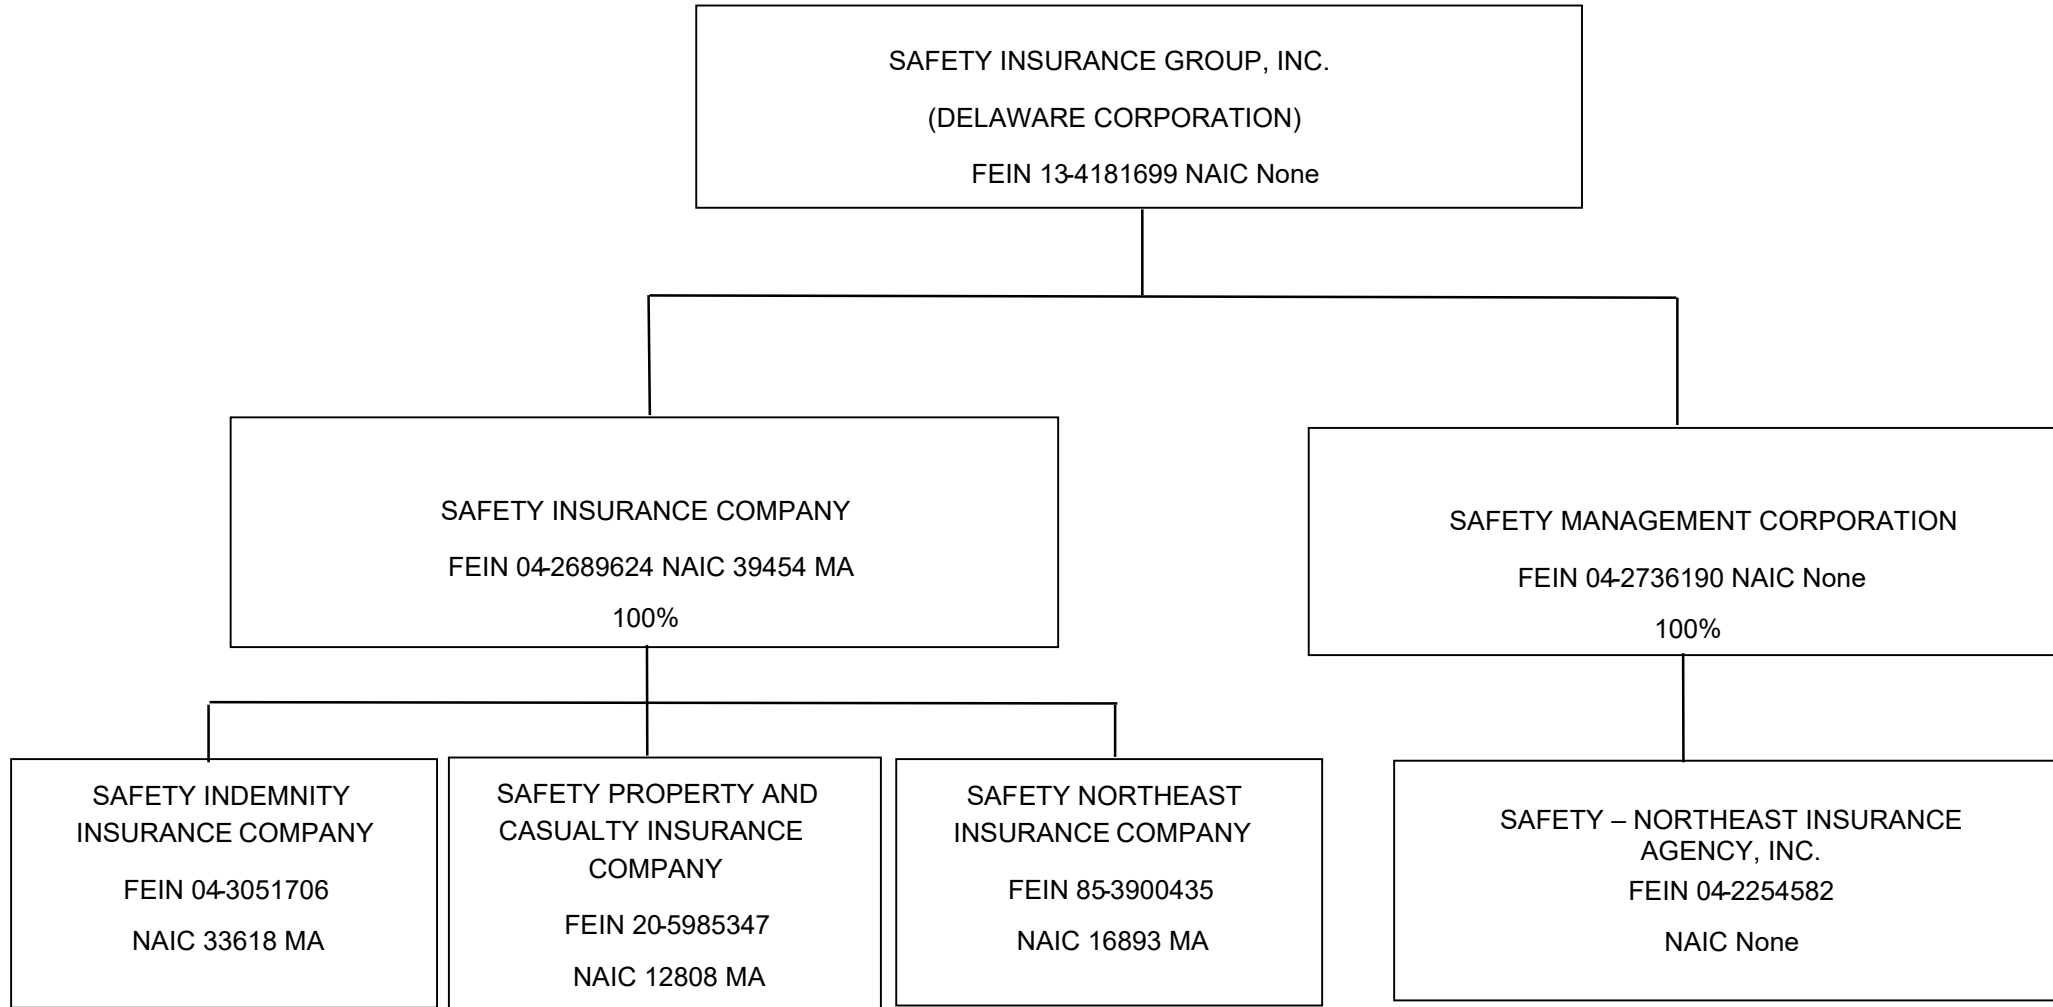 SAFETY INSURANCE GROUP, INC.
(DELAWARE CORPORATION)
FEIN 13-4181699 NAIC None
SAFETY INSURANCE COMPANY
FEIN 04-2689624 NAIC 39454 MA
100%
SAFETY MANAGEMENT CORPORATION
FEIN 04-2736190 NAIC None
100%
SAFETY INDEMNITY
INSURANCE COMPANY
FEIN 04-3051706
NAIC 33618 MA
SAFETY PROPERTY AND
CASUALTY INSURANCE
COMPANY
FEIN 20-5985347
NAIC 12808 MA
SAFETY NORTHEAST
INSURANCE COMPANY
FEIN 85-3900435
NAIC 16893 MA
SAFETY – NORTHEAST INSURANCE
AGENCY, INC.
FEIN 04-2254582
NAIC None